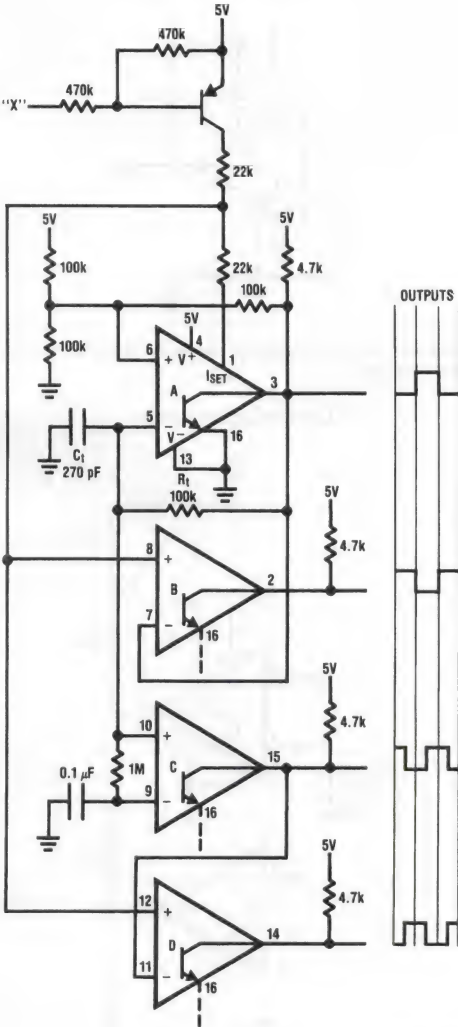 5V
470k
470k
"X"
22k
5V
5V
22k
4.7k
100k
100k
OUTPUTS
5V
100k
4
6
+
V+
1
ISET
A
3
5
−
V−
16
Ct
270 pF
13
Rt
100k
5V
4.7k
8
+
B
2
7
−
16
5V
4.7k
10
+
1M
C
15
0.1 µF
9
−
16
5V
4.7k
12
+
D
14
11
−
16